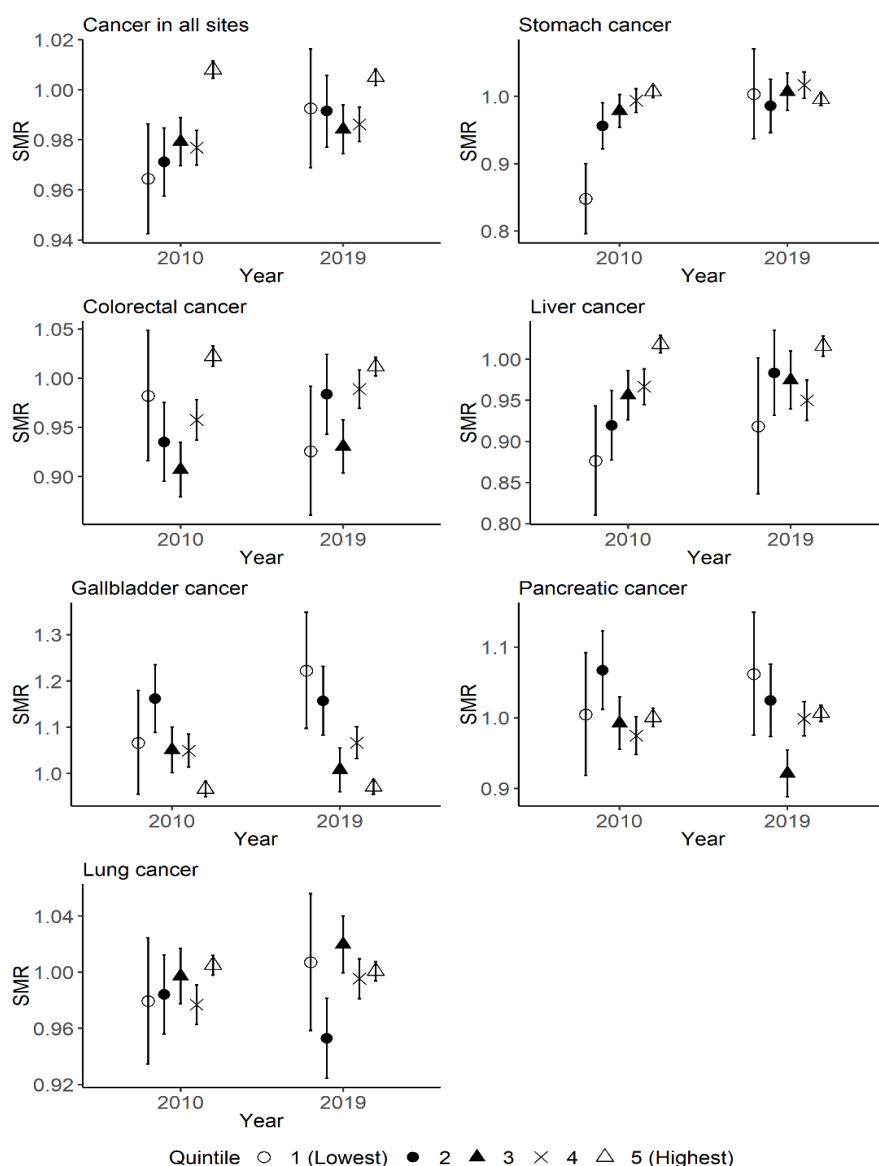 Cancer in all sites
1.02
1.00
0.98
0.96
0.94
SMR
2010
2019
Year
Stomach cancer
1.0
0.9
0.8
SMR
2010
2019
Year
Colorectal cancer
1.05
1.00
0.95
0.90
SMR
2010
2019
Year
Liver cancer
1.00
0.95
0.90
0.85
0.80
SMR
2010
2019
Year
Gallbladder cancer
1.3
1.2
1.1
1.0
SMR
2010
2019
Year
Pancreatic cancer
1.1
1.0
0.9
SMR
2010
2019
Year
Lung cancer
1.04
1.00
0.96
0.92
SMR
2010
2019
Year
Quintile 1 (Lowest) 2 3 4 5 (Highest)